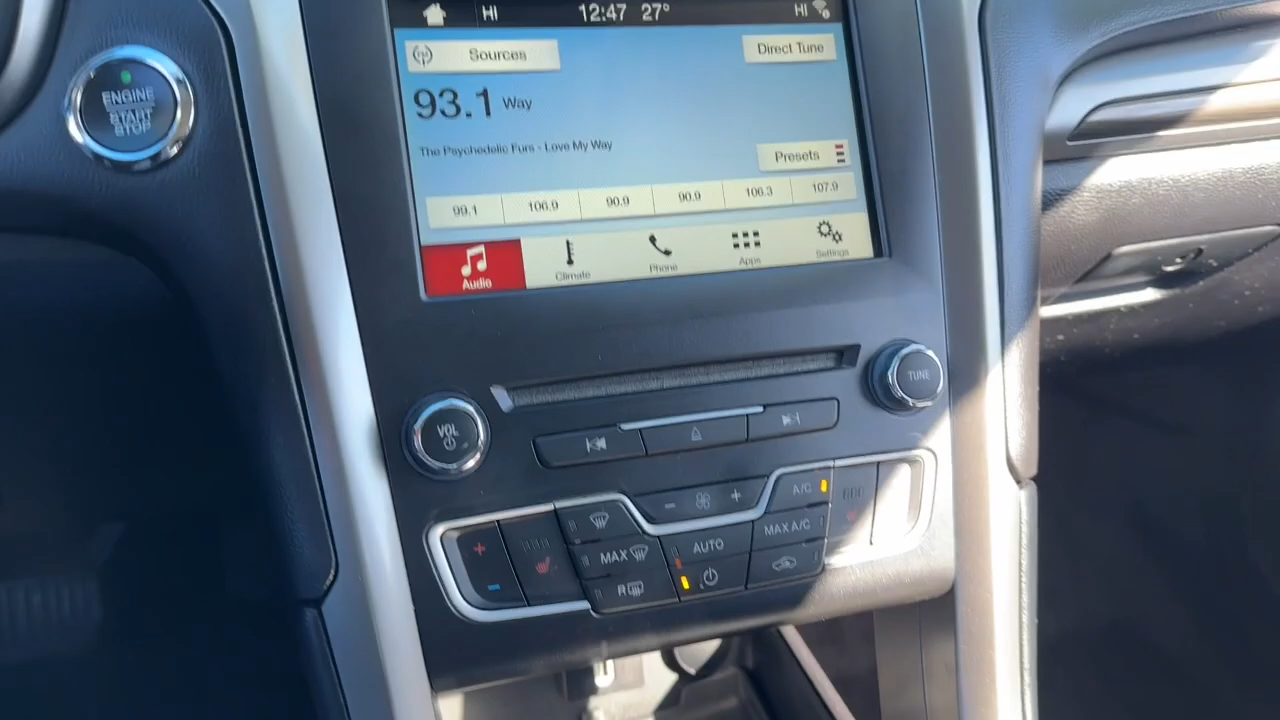 HI 12:47 27° HI
Sources
Direct Tune
93.1 Way
The Psychedelic Furs - Love My Way
Presets
99.1 106.9 90.9 90.9 106.3 107.9
Audio Climate Phone Apps Settings
ENGINE
START
STOP
TUNE
VOL
A/C
MAX A/C
AUTO
MAX
R